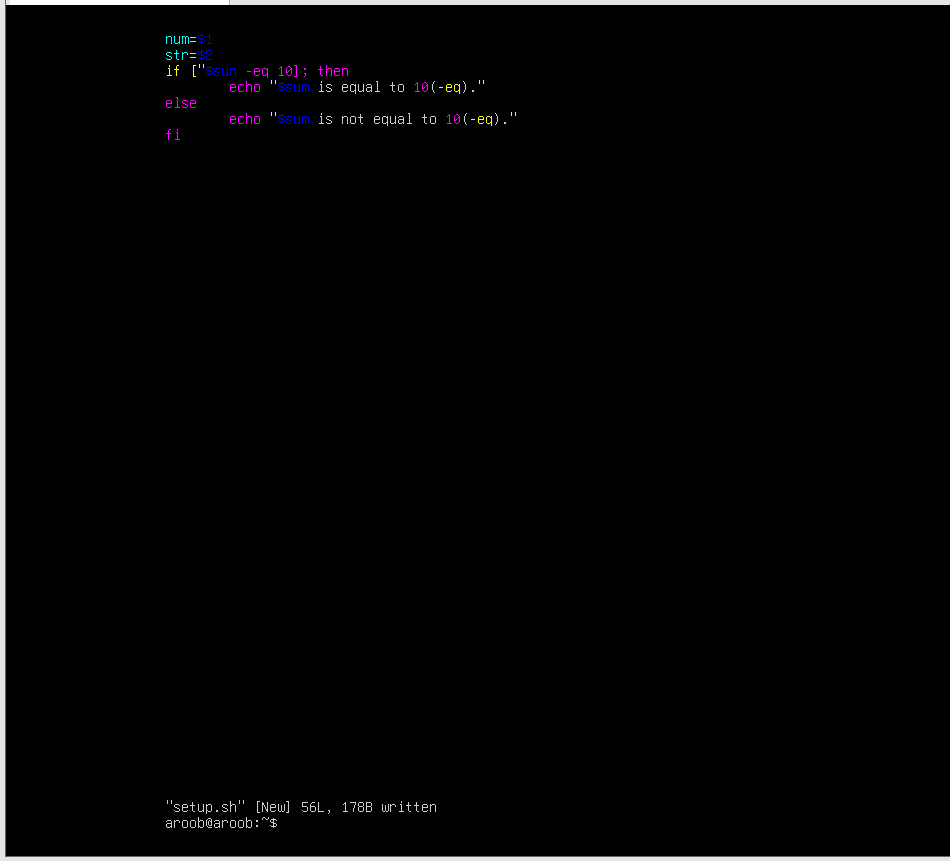 num=$1
str=$2
if ["$sun -eq 10]; then
        echo "$sum is equal to 10(-eq)."
else
        echo "$sum is not equal to 10(-eq)."
fi
"setup.sh" [New] 56L, 178B written
aroob@aroob:~$